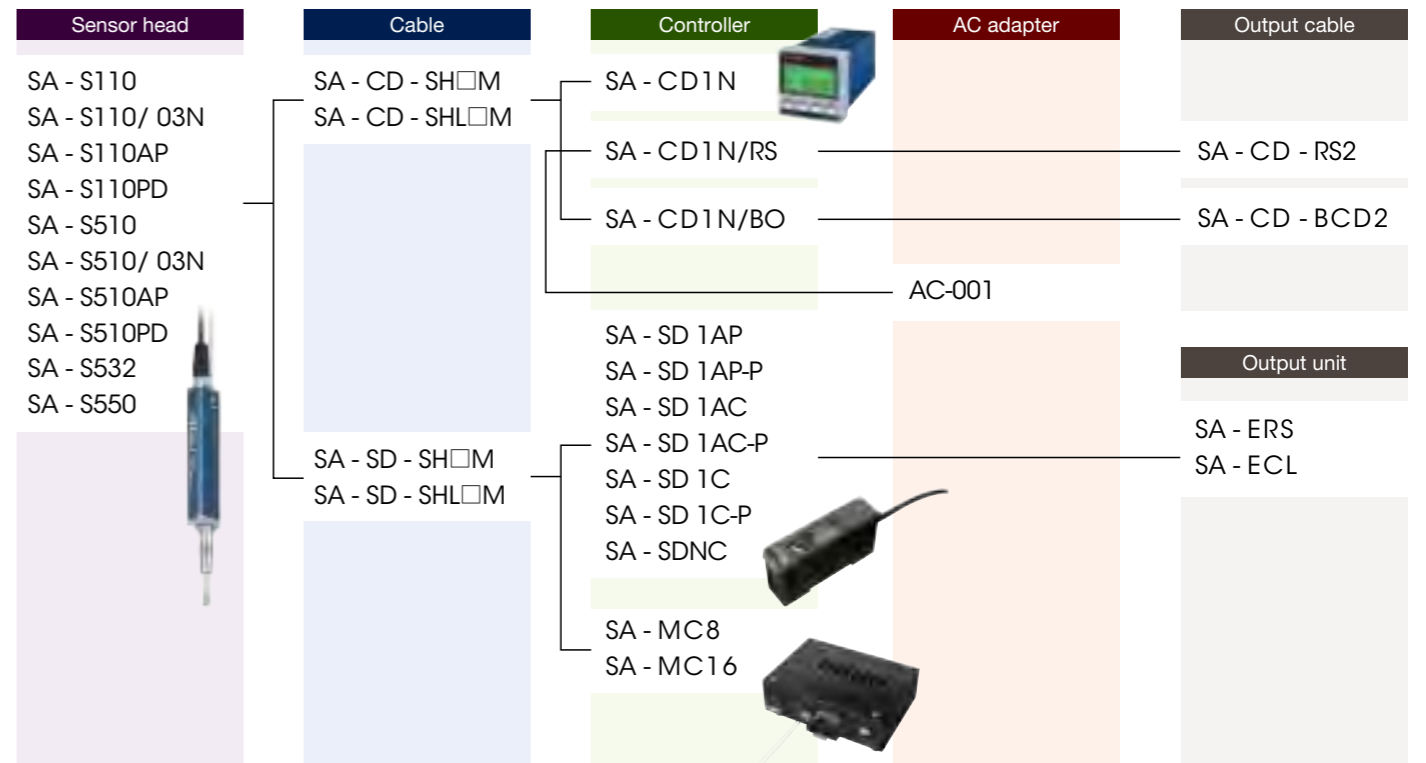 Sensor head
SA - S110
SA - S110/ 03N
SA - S110AP
SA - S110PD
SA - S510
SA - S510/ 03N
SA - S510AP
SA - S510PD
SA - S532
SA - S550
Cable
SA - CD - SH□M
SA - CD - SHL□M
SA - SD - SH□M
SA - SD - SHL□M
Controller
SA - CD1N
SA - CD1N/RS
SA - CD1N/BO
SA - SD 1AP
SA - SD 1AP-P
SA - SD 1AC
SA - SD 1AC-P
SA - SD 1C
SA - SD 1C-P
SA - SDNC
SA - MC8
SA - MC16
AC adapter
AC-001
Output cable
SA - CD - RS2
SA - CD - BCD2
Output unit
SA - ERS
SA - ECL